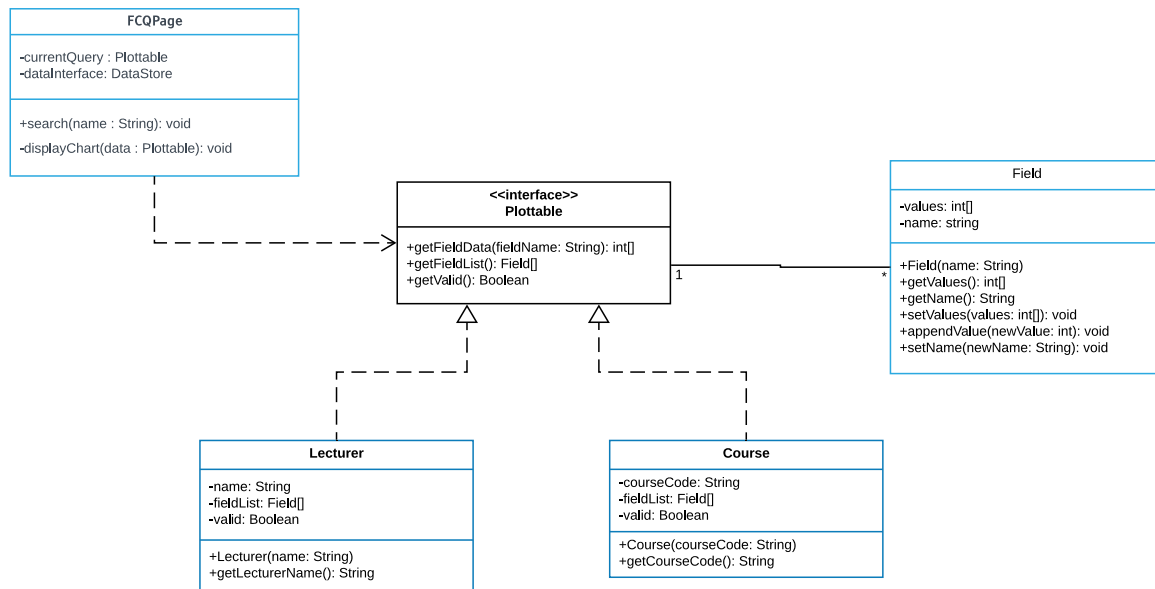 FCQPage
-currentQuery : Plottable
-dataInterface: DataStore
+search(name : String): void
-displayChart(data : Plottable): void
<<interface>>
Plottable
+getFieldData(fieldName: String): int[]
+getFieldList(): Field[]
+getValid(): Boolean
1
*
Field
-values: int[]
-name: string
+Field(name: String)
+getValues(): int[]
+getName(): String
+setValues(values: int[]): void
+appendValue(newValue: int): void
+setName(newName: String): void
Lecturer
-name: String
-fieldList: Field[]
-valid: Boolean
+Lecturer(name: String)
+getLecturerName(): String
Course
-courseCode: String
-fieldList: Field[]
-valid: Boolean
+Course(courseCode: String)
+getCourseCode(): String